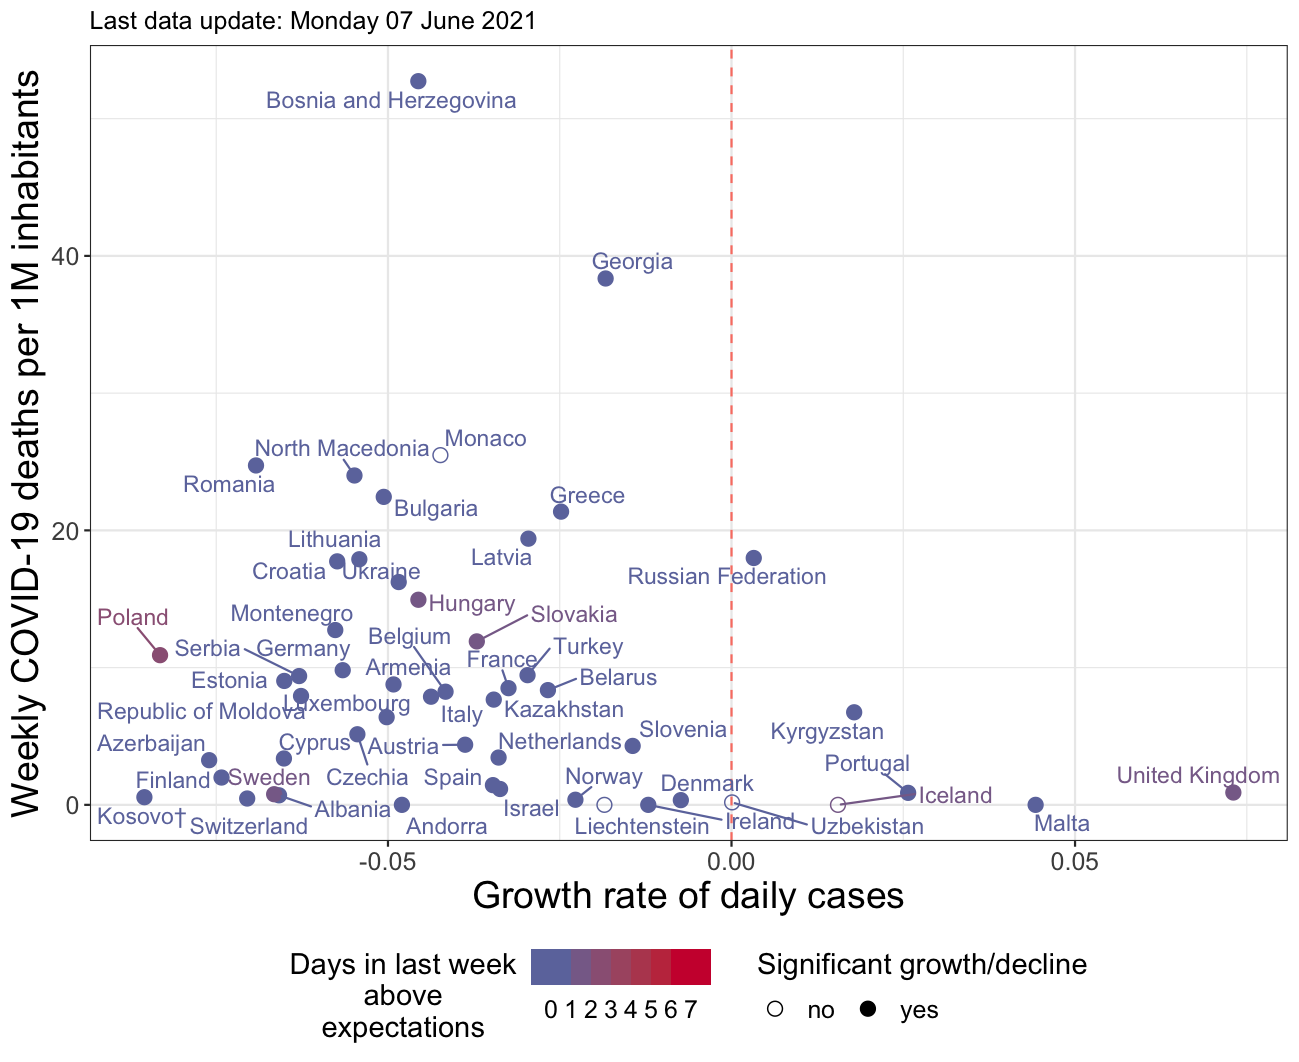 Last data update: Monday 07 June 2021
Weekly COVID-19 deaths per 1M inhabitants
40
20
0
Bosnia and Herzegovina
Georgia
Monaco
North Macedonia
Romania
Greece
Bulgaria
Lithuania
Latvia
Croatia
Ukraine
Russian Federation
Hungary
Slovakia
Poland
Montenegro
Belgium
Serbia
Germany
Turkey
France
Armenia
Estonia
Belarus
Luxembourg
Republic of Moldova
Italy
Kazakhstan
Slovenia
Kyrgyzstan
Azerbaijan
Cyprus
Austria
Netherlands
Portugal
Finland
Sweden
Czechia
Spain
Norway
Denmark
United Kingdom
Iceland
Kosovo†
Albania
Israel
Switzerland
Andorra
Liechtenstein
Ireland
Uzbekistan
Malta
-0.05
0.00
0.05
Growth rate of daily cases
Days in last week
above
expectations
0 1 2 3 4 5 6 7
Significant growth/decline
no
yes